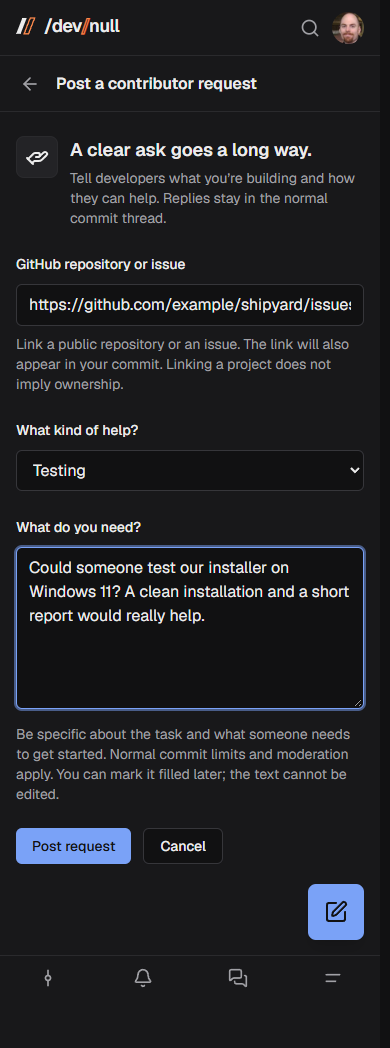 /dev//null
Post a contributor request
A clear ask goes a long way.
Tell developers what you're building and how
they can help. Replies stay in the normal
commit thread.
GitHub repository or issue
https://github.com/example/shipyard/issues
Link a public repository or an issue. The link will also
appear in your commit. Linking a project does not
imply ownership.
What kind of help?
Testing
What do you need?
Could someone test our installer on
Windows 11? A clean installation and a short
report would really help.
Be specific about the task and what someone needs
to get started. Normal commit limits and moderation
apply. You can mark it filled later; the text cannot be
edited.
Post request
Cancel